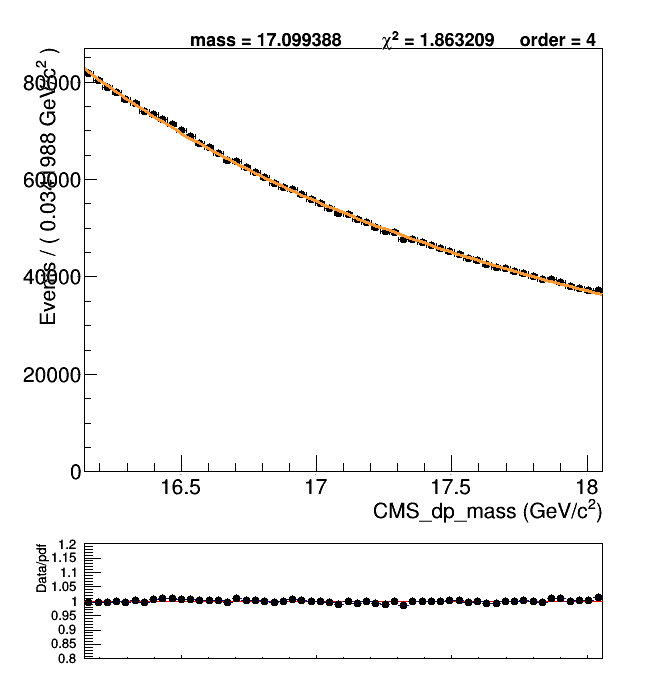 mass = 17.099388 χ² = 1.863209 order = 4
Events / ( 988 GeV/c² )
80000
60000
40000
20000
0
16.5 17 17.5 18
CMS_dp_mass (GeV/c²)
Data/pdf
1.2
1.15
1.1
1.05
1
0.95
0.9
0.85
0.8